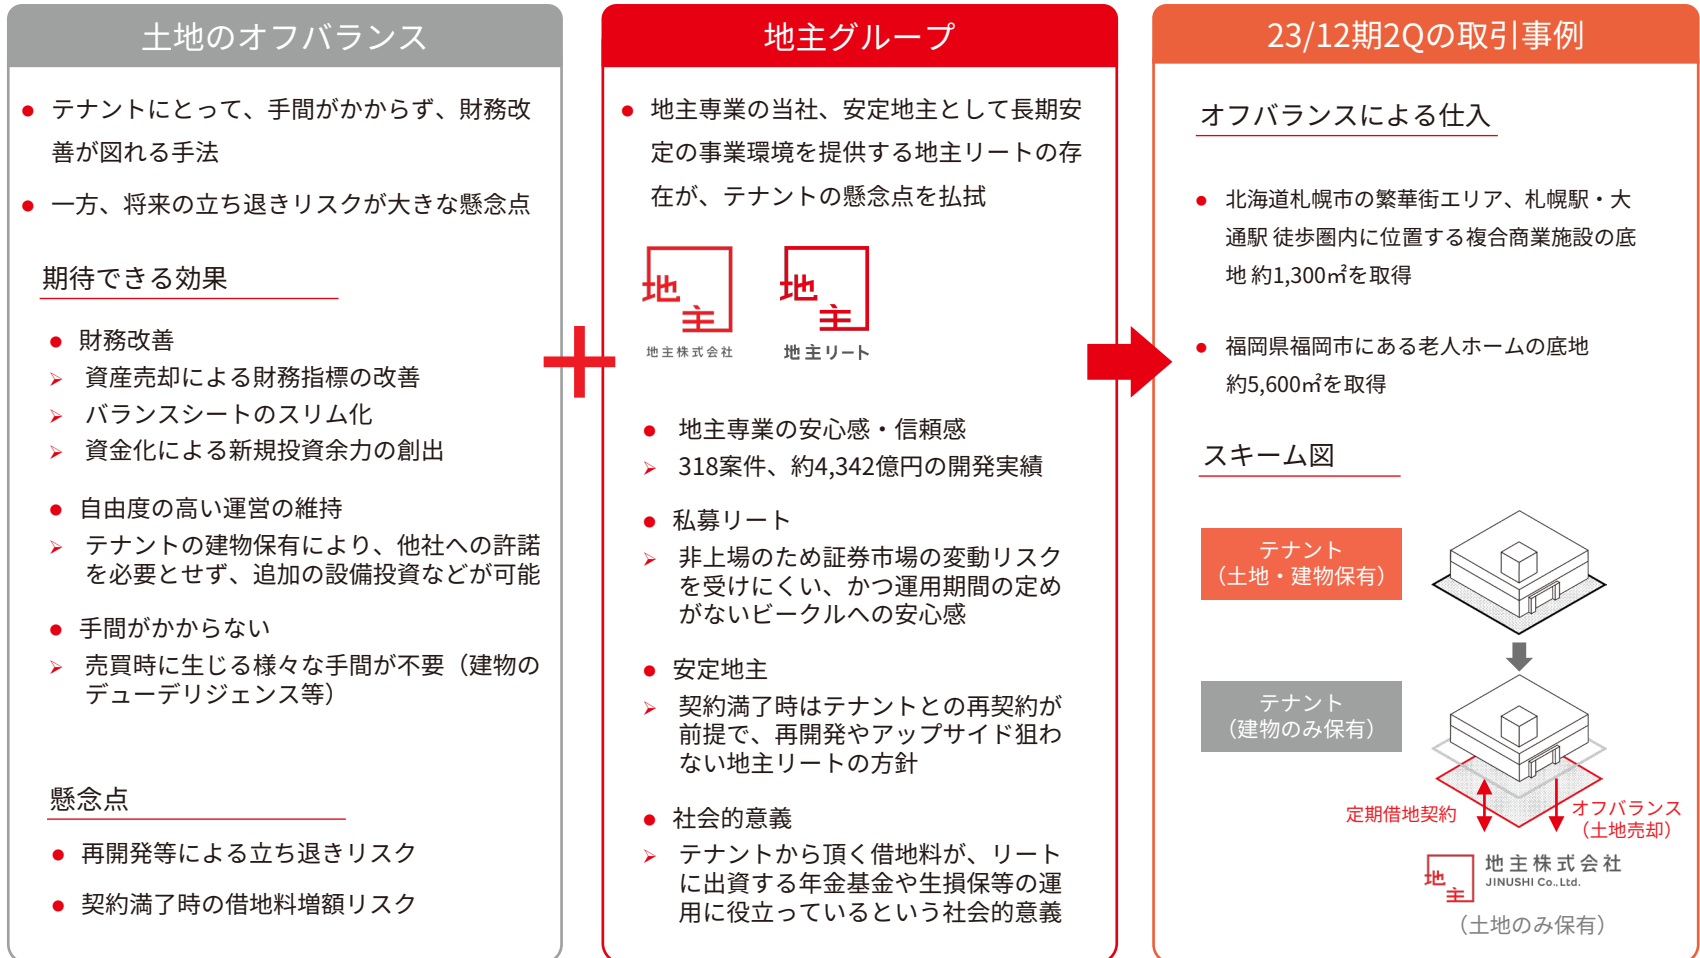 土地のオフバランス
● テナントにとって、手間がかからず、財務改
善が図れる手法
● 一方、将来の立ち退きリスクが大きな懸念点
期待できる効果
● 財務改善
➢ 資産売却による財務指標の改善
➢ バランスシートのスリム化
➢ 資金化による新規投資余力の創出
● 自由度の高い運営の維持
➢ テナントの建物保有により、他社への許諾
を必要とせず、追加の設備投資などが可能
● 手間がかからない
➢ 売買時に生じる様々な手間が不要（建物の
デューデリジェンス等）
懸念点
● 再開発等による立ち退きリスク
● 契約満了時の借地料増額リスク
地主グループ
● 地主専業の当社、安定地主として長期安
定の事業環境を提供する地主リートの存
在が、テナントの懸念点を払拭
地主
地主株式会社
地主
地主リート
● 地主専業の安心感・信頼感
➢ 318案件、約4,342億円の開発実績
● 私募リート
➢ 非上場のため証券市場の変動リスク
を受けにくい、かつ運用期間の定め
がないビークルへの安心感
● 安定地主
➢ 契約満了時はテナントとの再契約が
前提で、再開発やアップサイド狙わ
ない地主リートの方針
● 社会的意義
➢ テナントから頂く借地料が、リート
に出資する年金基金や生損保等の運
用に役立っているという社会的意義
23/12期2Qの取引事例
オフバランスによる仕入
● 北海道札幌市の繁華街エリア、札幌駅・大
通駅 徒歩圏内に位置する複合商業施設の底
地 約1,300㎡を取得
● 福岡県福岡市にある老人ホームの底地
約5,600㎡を取得
スキーム図
テナント
（土地・建物保有）
テナント
（建物のみ保有）
定期借地契約
オフバランス
（土地売却）
地主
地主株式会社
JINUSHI Co., Ltd.
（土地のみ保有）